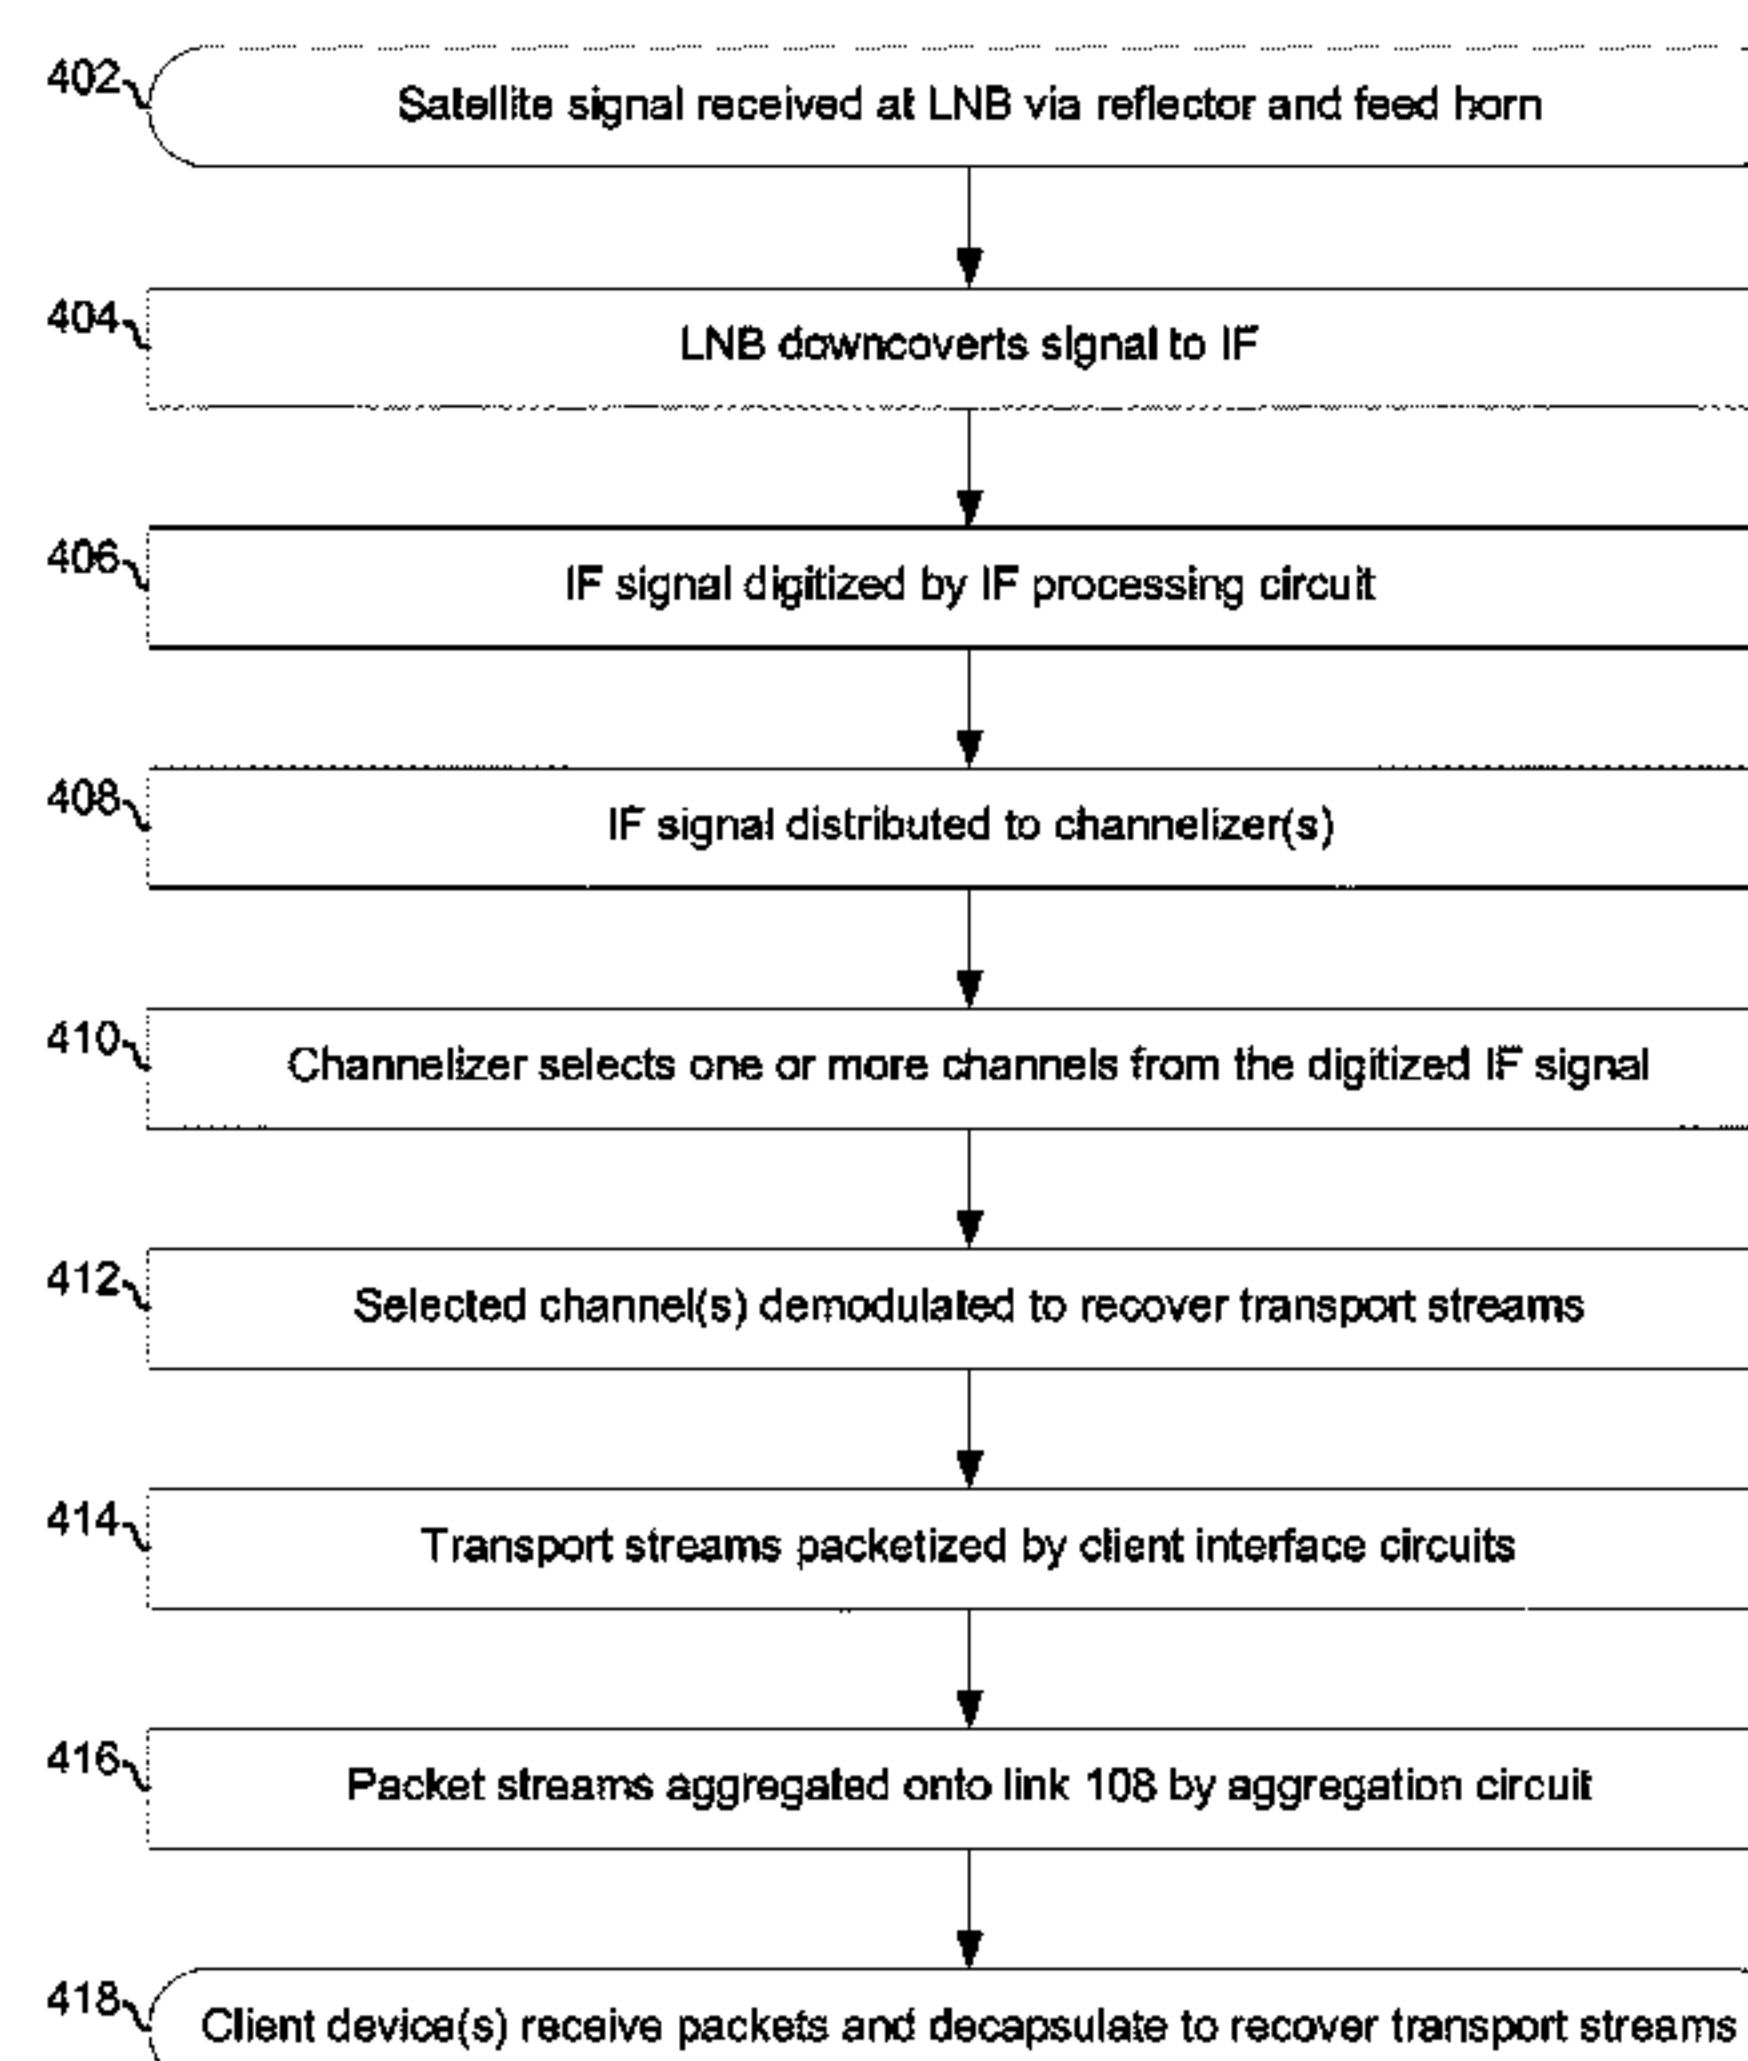 402
Satellite signal received at LNB via reflector and feed horn
404
LNB downcoverts signal to IF
406
IF signal digitized by IF processing circuit
408
IF signal distributed to channelizer(s)
410
Channelizer selects one or more channels from the digitized IF signal
412
Selected channel(s) demodulated to recover transport streams
414
Transport streams packetized by client interface circuits
416
Packet streams aggregated onto link 108 by aggregation circuit
418
Client device(s) receive packets and decapsulate to recover transport streams